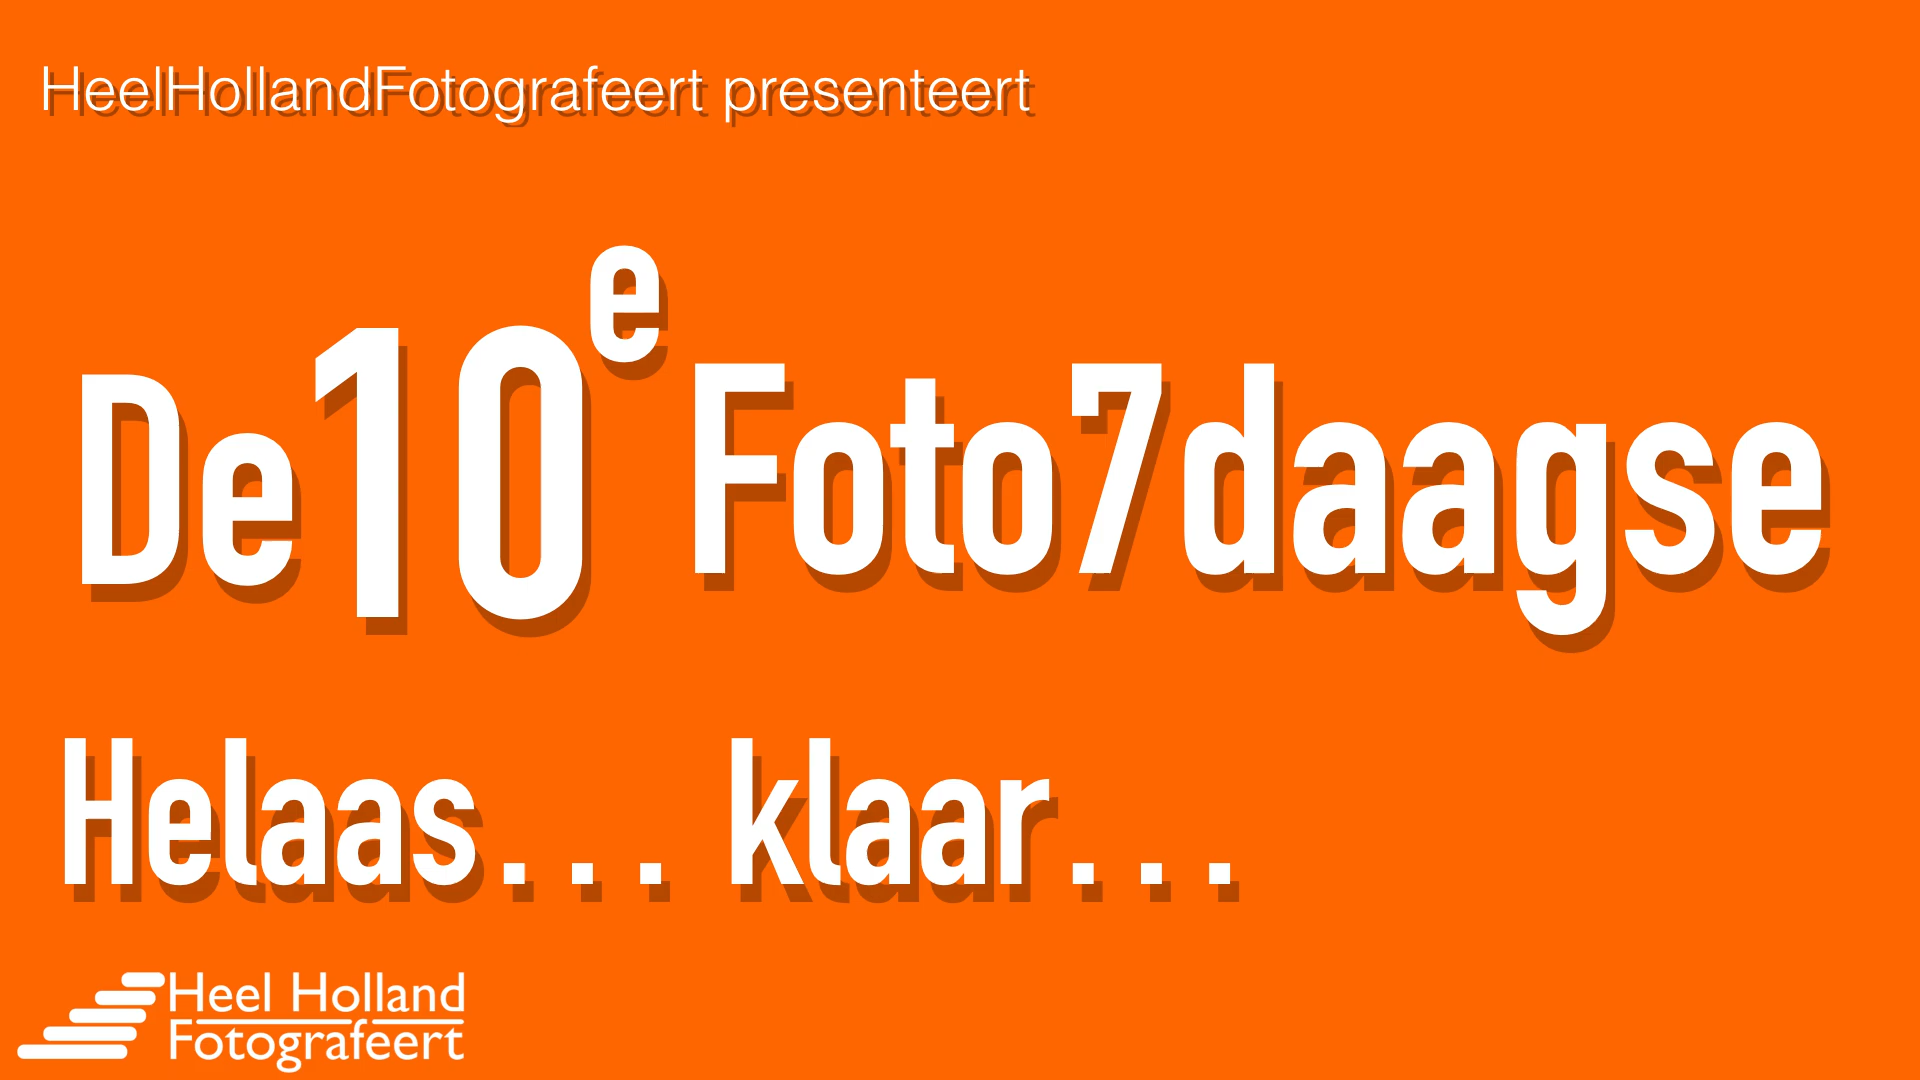 HeelHollandFotografeert presenteert
De 10e Foto7daagse
Helaas... klaar...
Heel Holland
Fotografeert